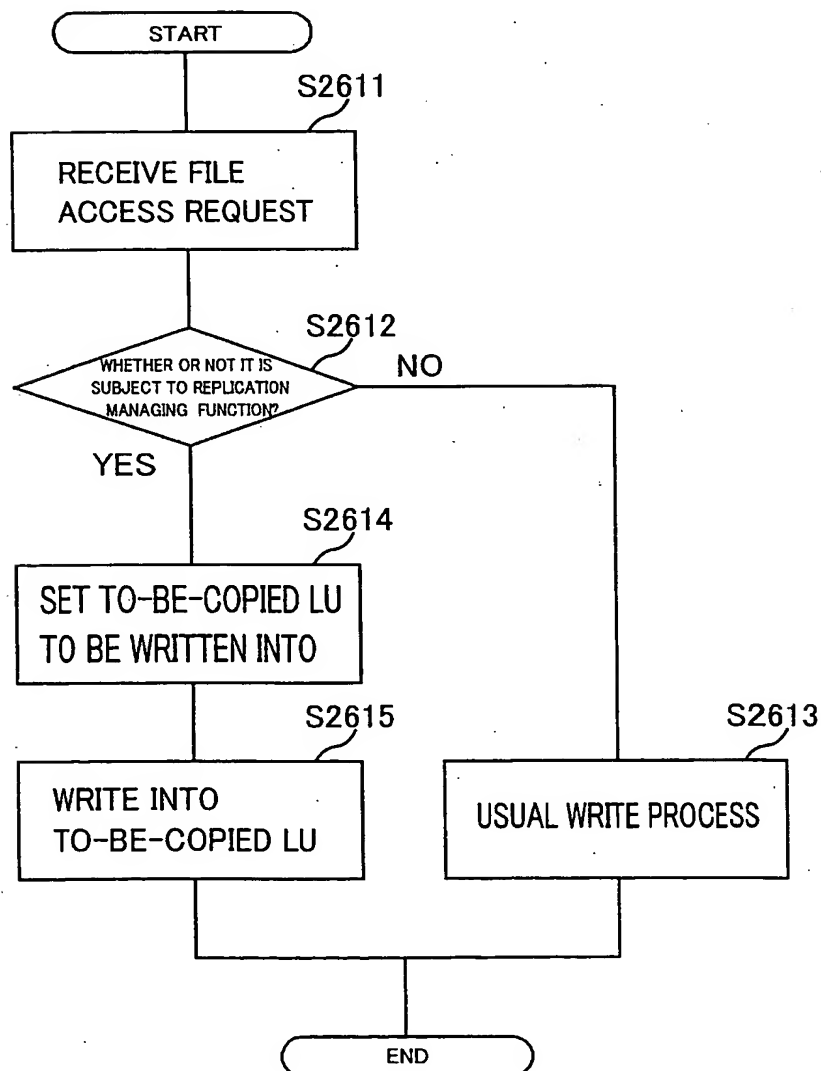 START
S2611
RECEIVE FILE
ACCESS REQUEST
S2612
WHETHER OR NOT IT IS
SUBJECT TO REPLICATION
MANAGING FUNCTION?
NO
YES
S2614
SET TO-BE-COPIED LU
TO BE WRITTEN INTO
S2615
WRITE INTO
TO-BE-COPIED LU
S2613
USUAL WRITE PROCESS
END